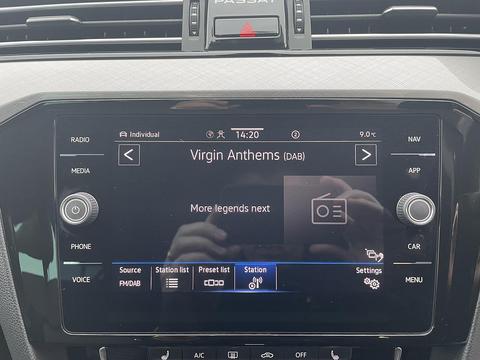 PASSAT
RADIO
MEDIA
PHONE
VOICE
Individual 14:20 2 9.0°C
Virgin Anthems (DAB)
More legends next
Source
FM/DAB
Station list
Preset list
Station
Settings
NAV
APP
CAR
MENU
A/C
OFF